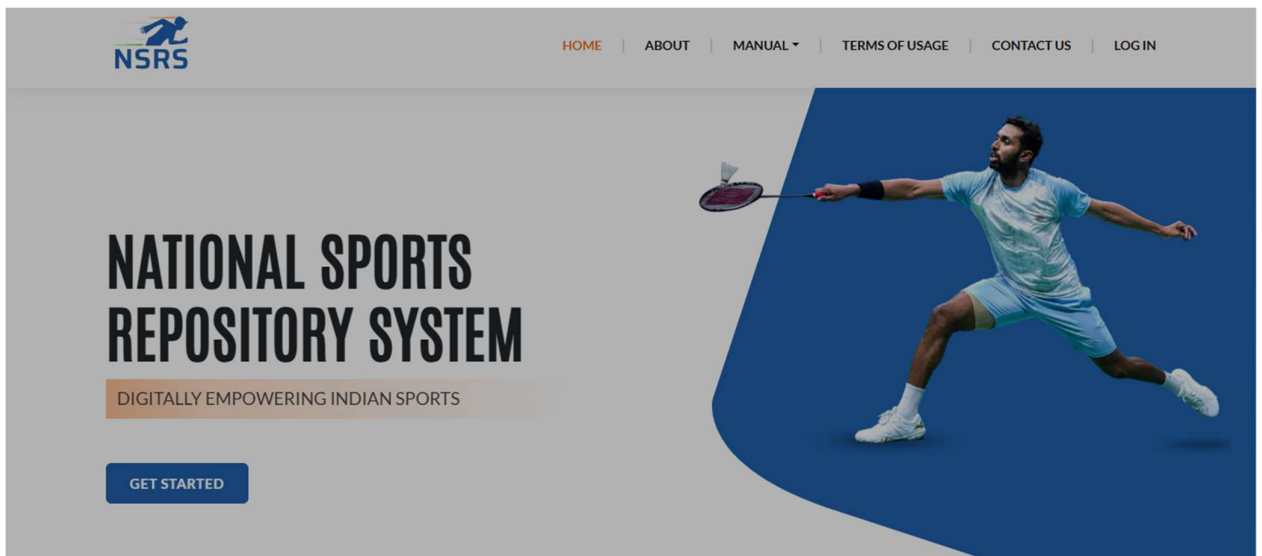 NSRS
HOME | ABOUT | MANUAL | TERMS OF USAGE | CONTACT US | LOG IN
NATIONAL SPORTS
REPOSITORY SYSTEM
DIGITALLY EMPOWERING INDIAN SPORTS
GET STARTED